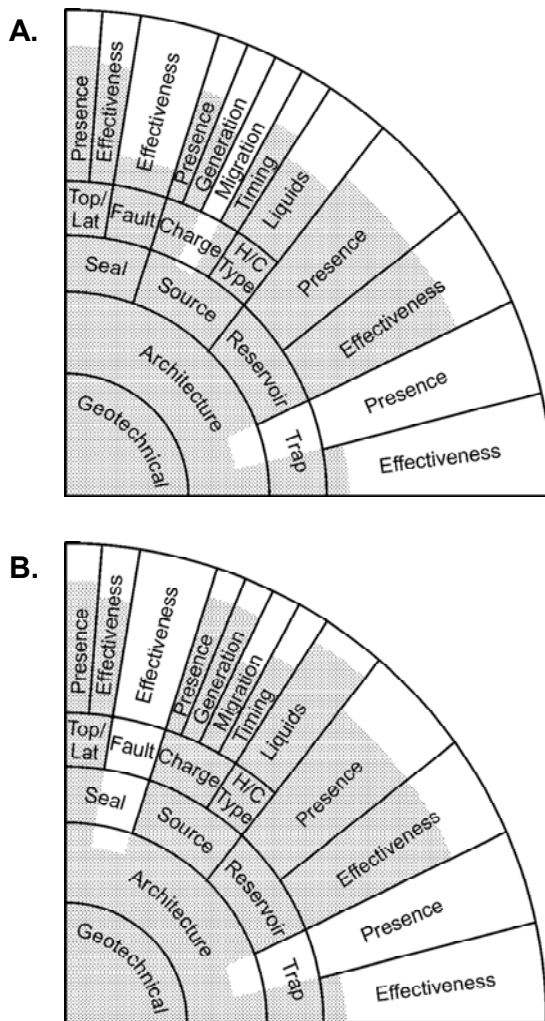 A.
Presence
Effectiveness
Effectiveness
Presence
Generation
Migration
Timing
Liquids
Presence
Effectiveness
Presence
Effectiveness
Top/
Lat
Fault
Charge
H/C
Type
Seal
Source
Reservoir
Trap
Architecture
Geotechnical
B.
Presence
Effectiveness
Effectiveness
Presence
Generation
Migration
Timing
Liquids
Presence
Effectiveness
Presence
Effectiveness
Top/
Lat
Fault
Charge
H/C
Type
Seal
Source
Reservoir
Trap
Architecture
Geotechnical